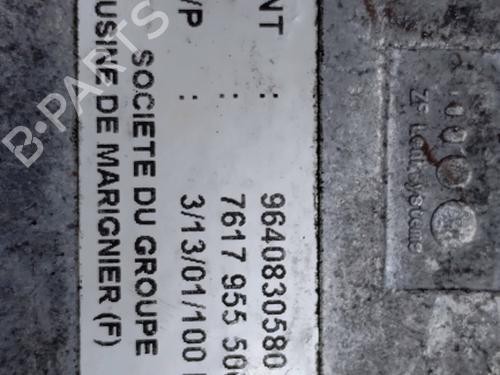 NT : 9640830580
: 7617 955 50
/P : 3/13/01/100
SOCIETE DU GROUPE
USINE DE MARIGNIER (F)
ZF Lenksysteme
B-PARTS